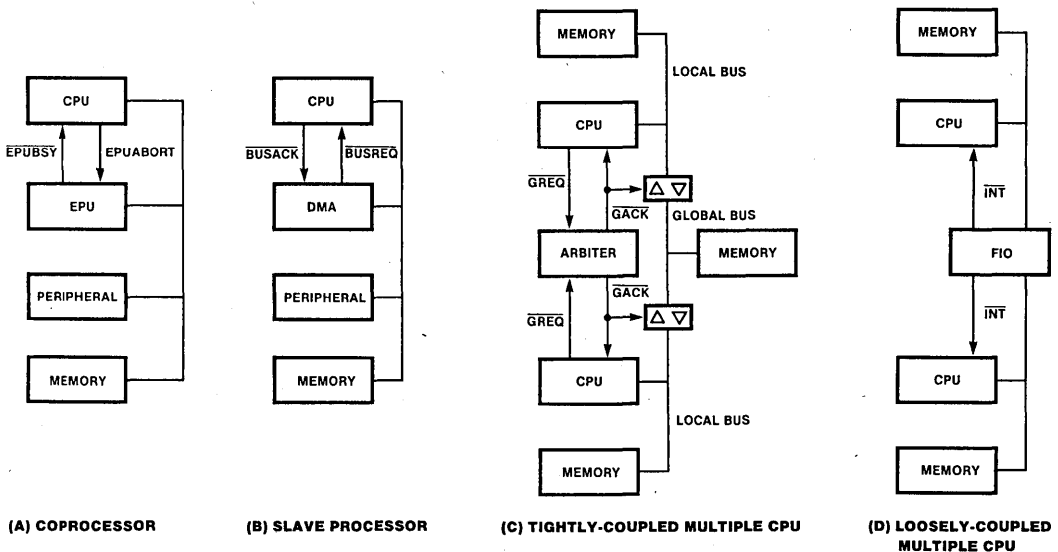 CPU
EPUBSY
EPUABORT
EPU
PERIPHERAL
MEMORY
(A) COPROCESSOR
CPU
BUSACK
BUSREQ
DMA
PERIPHERAL
MEMORY
(B) SLAVE PROCESSOR
MEMORY
LOCAL BUS
CPU
GREQ
GACK
GLOBAL BUS
ARBITER
MEMORY
GACK
GREQ
CPU
LOCAL BUS
MEMORY
(C) TIGHTLY-COUPLED MULTIPLE CPU
MEMORY
CPU
INT
FIO
INT
CPU
MEMORY
(D) LOOSELY-COUPLED
MULTIPLE CPU